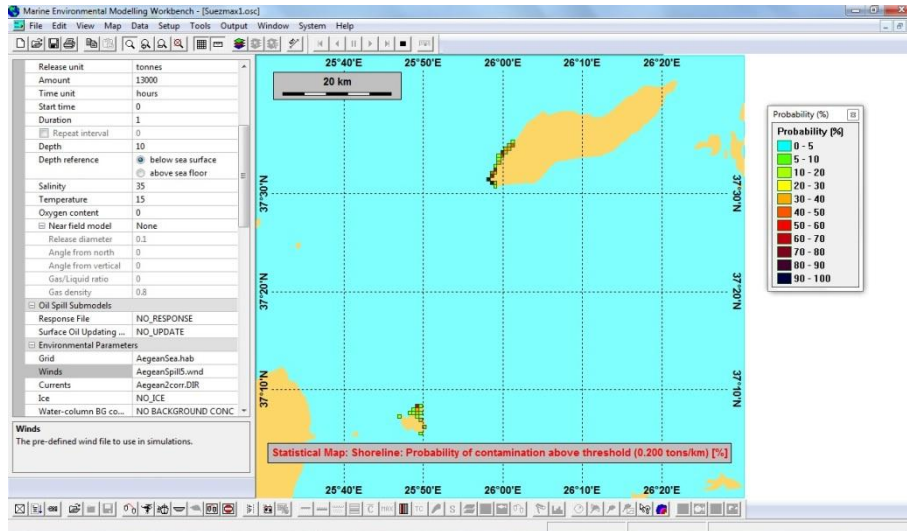 Marine Environmental Modelling Workbench - [Suezmax1.osc]
File Edit View Map Data Setup Tools Output Window System Help
Release unit tonnes
Amount 13000
Time unit hours
Start time 0
Duration 1
Repeat interval 0
Depth 10
Depth reference below sea surface
above sea floor
Salinity 35
Temperature 15
Oxygen content 0
Near field model None
Release diameter 0.1
Angle from north 0
Angle from vertical 0
Gas/Liquid ratio 0
Gas density 0.8
Oil Spill Submodels
Response File NO_RESPONSE
Surface Oil Updating ... NO_UPDATE
Environmental Parameters
Grid AegeanSea.hab
Winds AegeanSpill5.wnd
Currents Aegean2corr.DIR
Ice NO_ICE
Water-column BG co... NO BACKGROUND CONC
Winds
The pre-defined wind file to use in simulations.
25°40'E 25°50'E 26°00'E 26°10'E 26°20'E
20 km
37°30'N 37°30'N
37°20'N 37°20'N
37°10'N 37°10'N
Statistical Map: Shoreline: Probability of contamination above threshold (0.200 tons/km) [%]
25°40'E 25°50'E 26°00'E 26°10'E 26°20'E
Probability (%)
Probability (%)
0 - 5
5 - 10
10 - 20
20 - 30
30 - 40
40 - 50
50 - 60
60 - 70
70 - 80
80 - 90
90 - 100